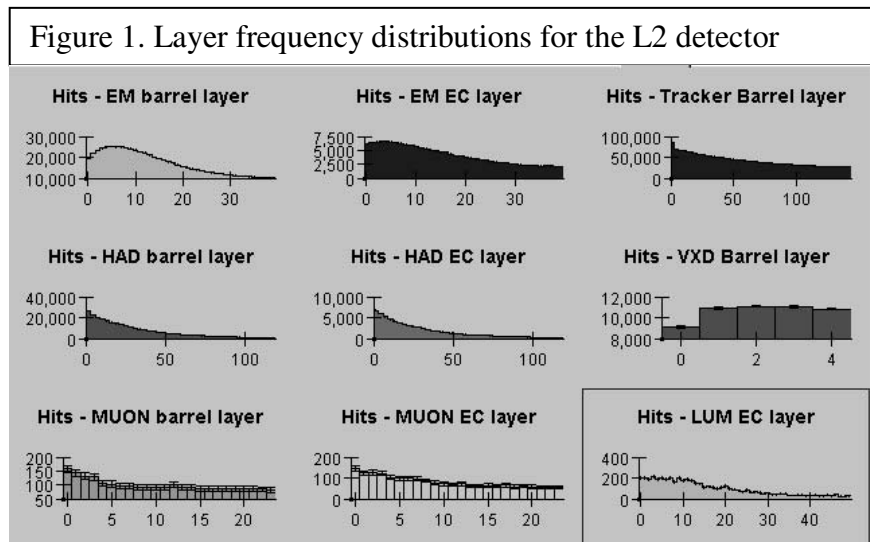 Figure 1. Layer frequency distributions for the L2 detector
Hits - EM barrel layer
30,000
20,000
10,000
0 10 20 30
Hits - EM EC layer
7,500
5,000
2,500
0
0 10 20 30
Hits - Tracker Barrel layer
100,000
50,000
0
0 50 100
Hits - HAD barrel layer
40,000
20,000
0
0 50 100
Hits - HAD EC layer
10,000
5,000
0
0 50 100
Hits - VXD Barrel layer
12,000
10,000
8,000
0 2 4
Hits - MUON barrel layer
200
150
100
50
0 5 10 15 20
Hits - MUON EC layer
200
100
0
0 5 10 15 20
Hits - LUM EC layer
400
200
0
0 10 20 30 40